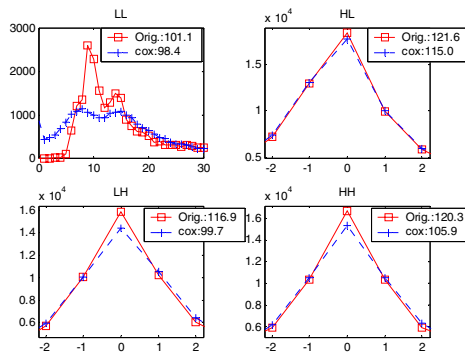 LL
3000
2000
1000
0
0 10 20 30
Orig.:101.1
cox:98.4
HL
x 10^4
1.5
1
-2 -1 0 1 2
Orig.:121.6
cox:115.0
LH
x 10^4
1.6
1.4
1.2
1
0.8
0.6
-2 -1 0 1 2
Orig.:116.9
cox:99.7
HH
x 10^4
1.6
1.4
1.2
1
0.8
0.6
-2 -1 0 1 2
Orig.:120.3
cox:105.9